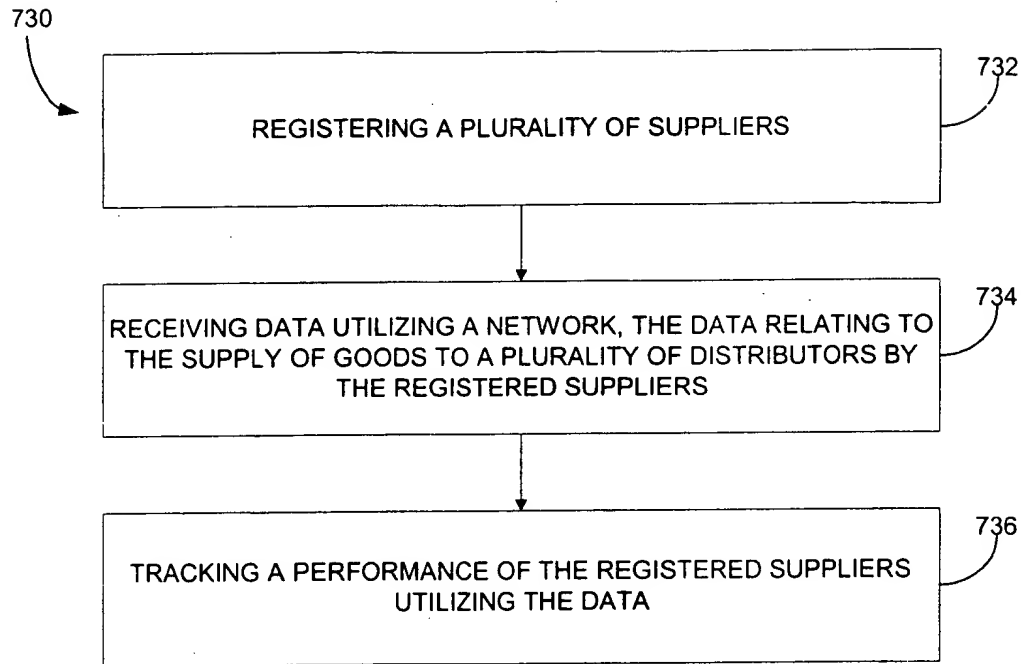 730
732
REGISTERING A PLURALITY OF SUPPLIERS
734
RECEIVING DATA UTILIZING A NETWORK, THE DATA RELATING TO
THE SUPPLY OF GOODS TO A PLURALITY OF DISTRIBUTORS BY
THE REGISTERED SUPPLIERS
736
TRACKING A PERFORMANCE OF THE REGISTERED SUPPLIERS
UTILIZING THE DATA